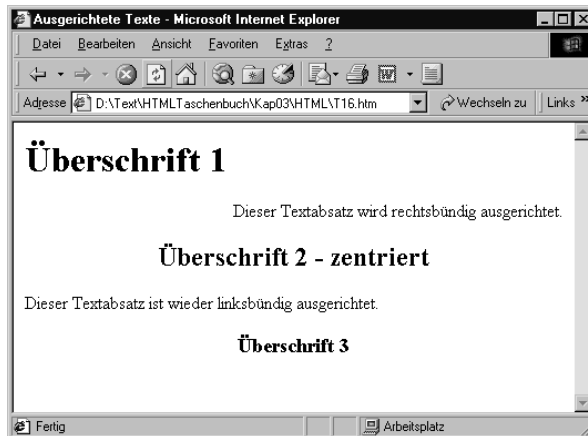 Ausgerichtete Texte - Microsoft Internet Explorer
Datei Bearbeiten Ansicht Favoriten Extras ?
Adresse D:\Text\HTMLTaschenbuch\Kap03\HTML\T16.htm Wechseln zu Links »
Überschrift 1
Dieser Textabsatz wird rechtsbündig ausgerichtet.
Überschrift 2 - zentriert
Dieser Textabsatz ist wieder linksbündig ausgerichtet.
Überschrift 3
Fertig Arbeitsplatz